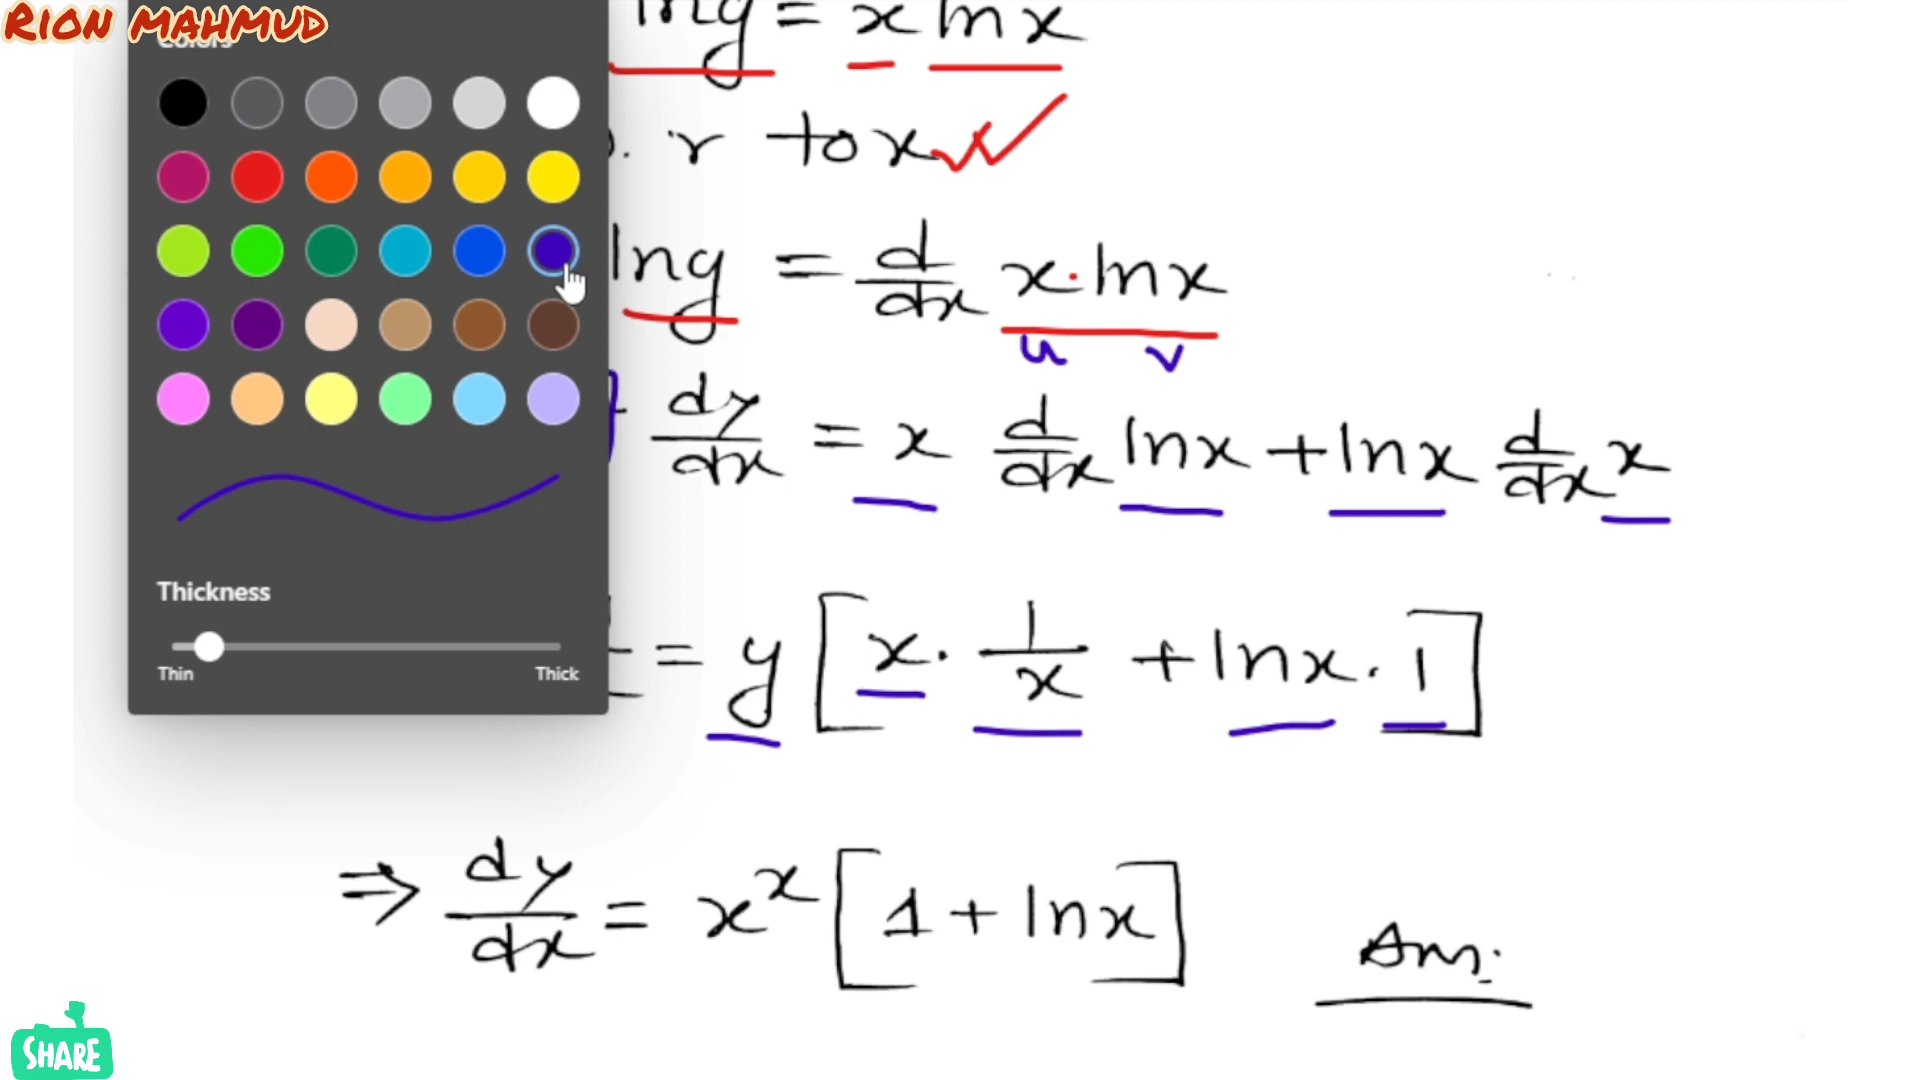 RION MAHMUD
Colors
lny = x lnx
. r to x
lny = d/dx x·lnx
u v
dy/dx = x d/dx lnx + lnx d/dx x
= y [x · 1/x + lnx · 1]
Thickness
Thin Thick
⇒ dy/dx = x^x [1 + lnx]
Ans:
SHARE